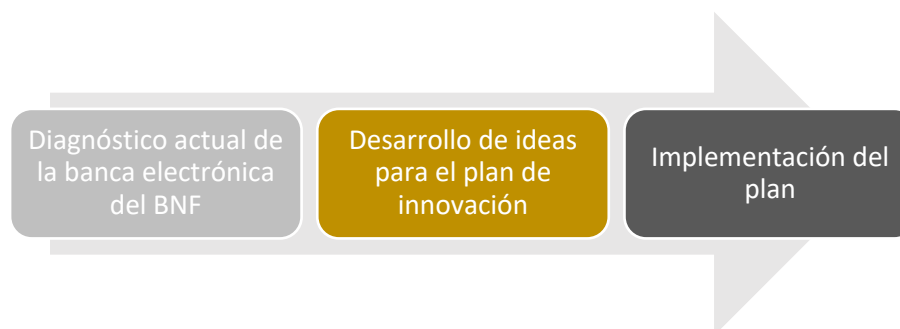 Diagnóstico actual de
la banca electrónica
del BNF
Desarrollo de ideas
para el plan de
innovación
Implementación del
plan